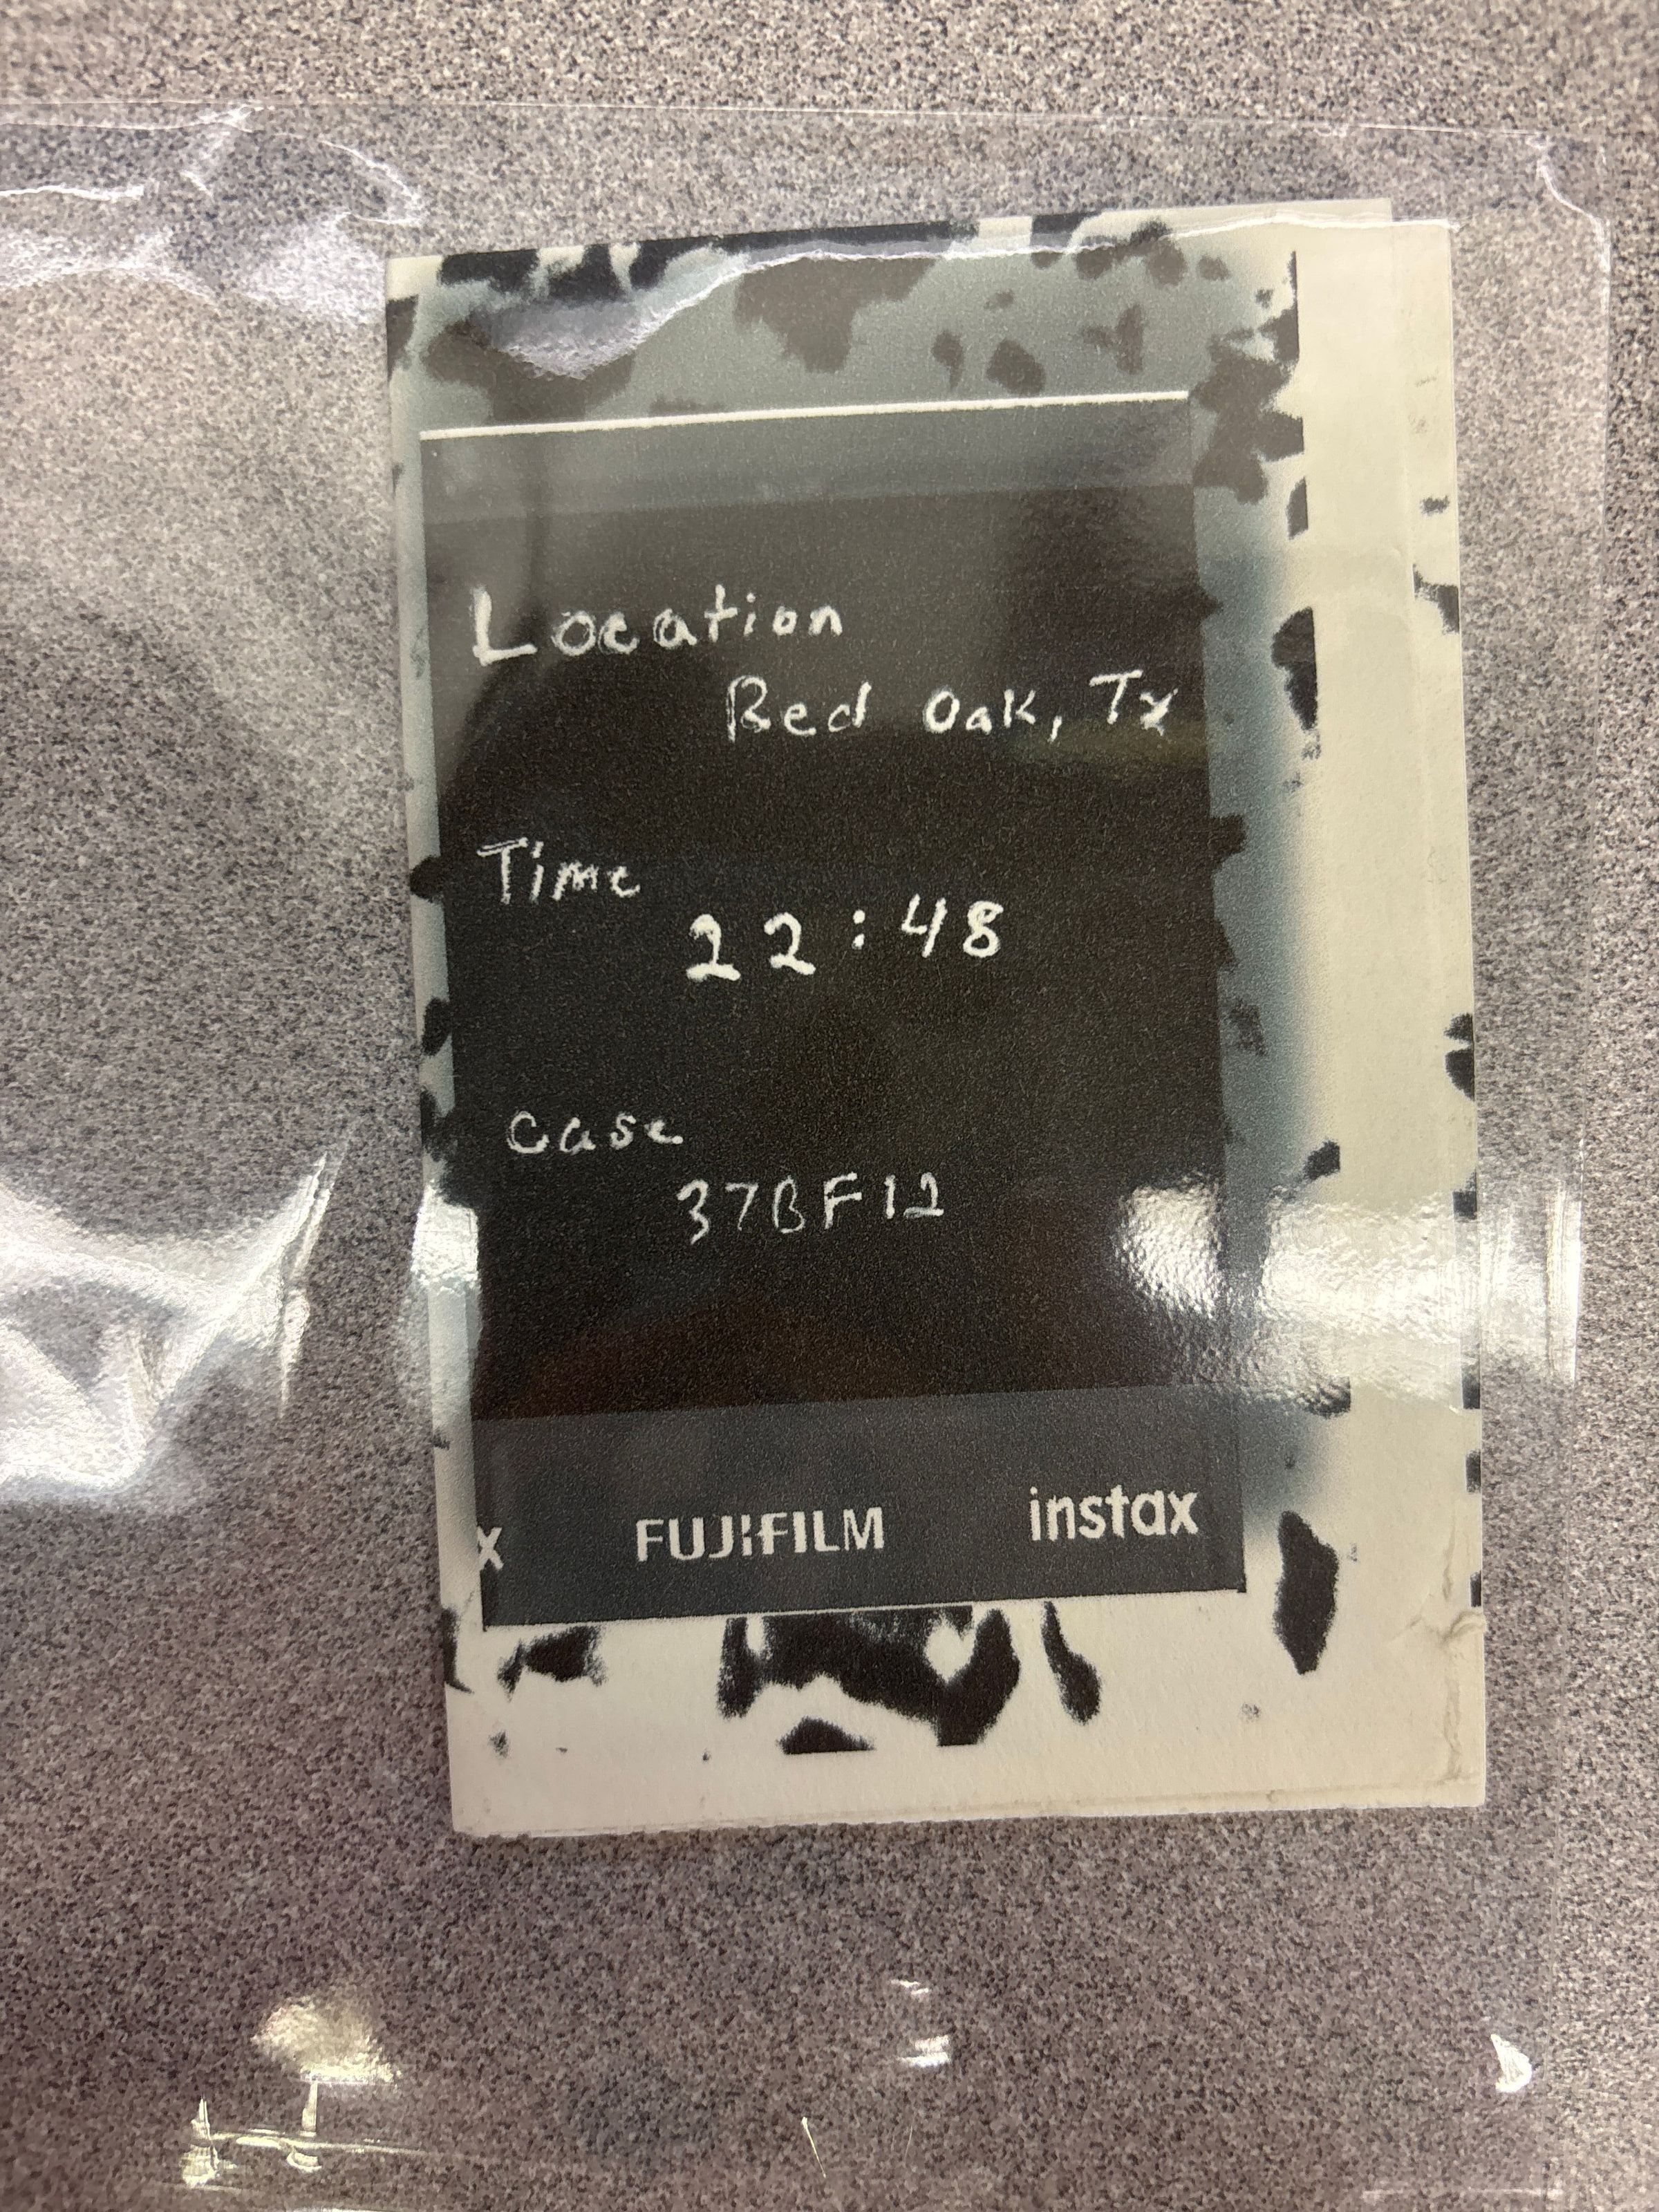 Location
Red Oak, Tx
Time
22:48
Case
37BF12
x FUJIFILM instax